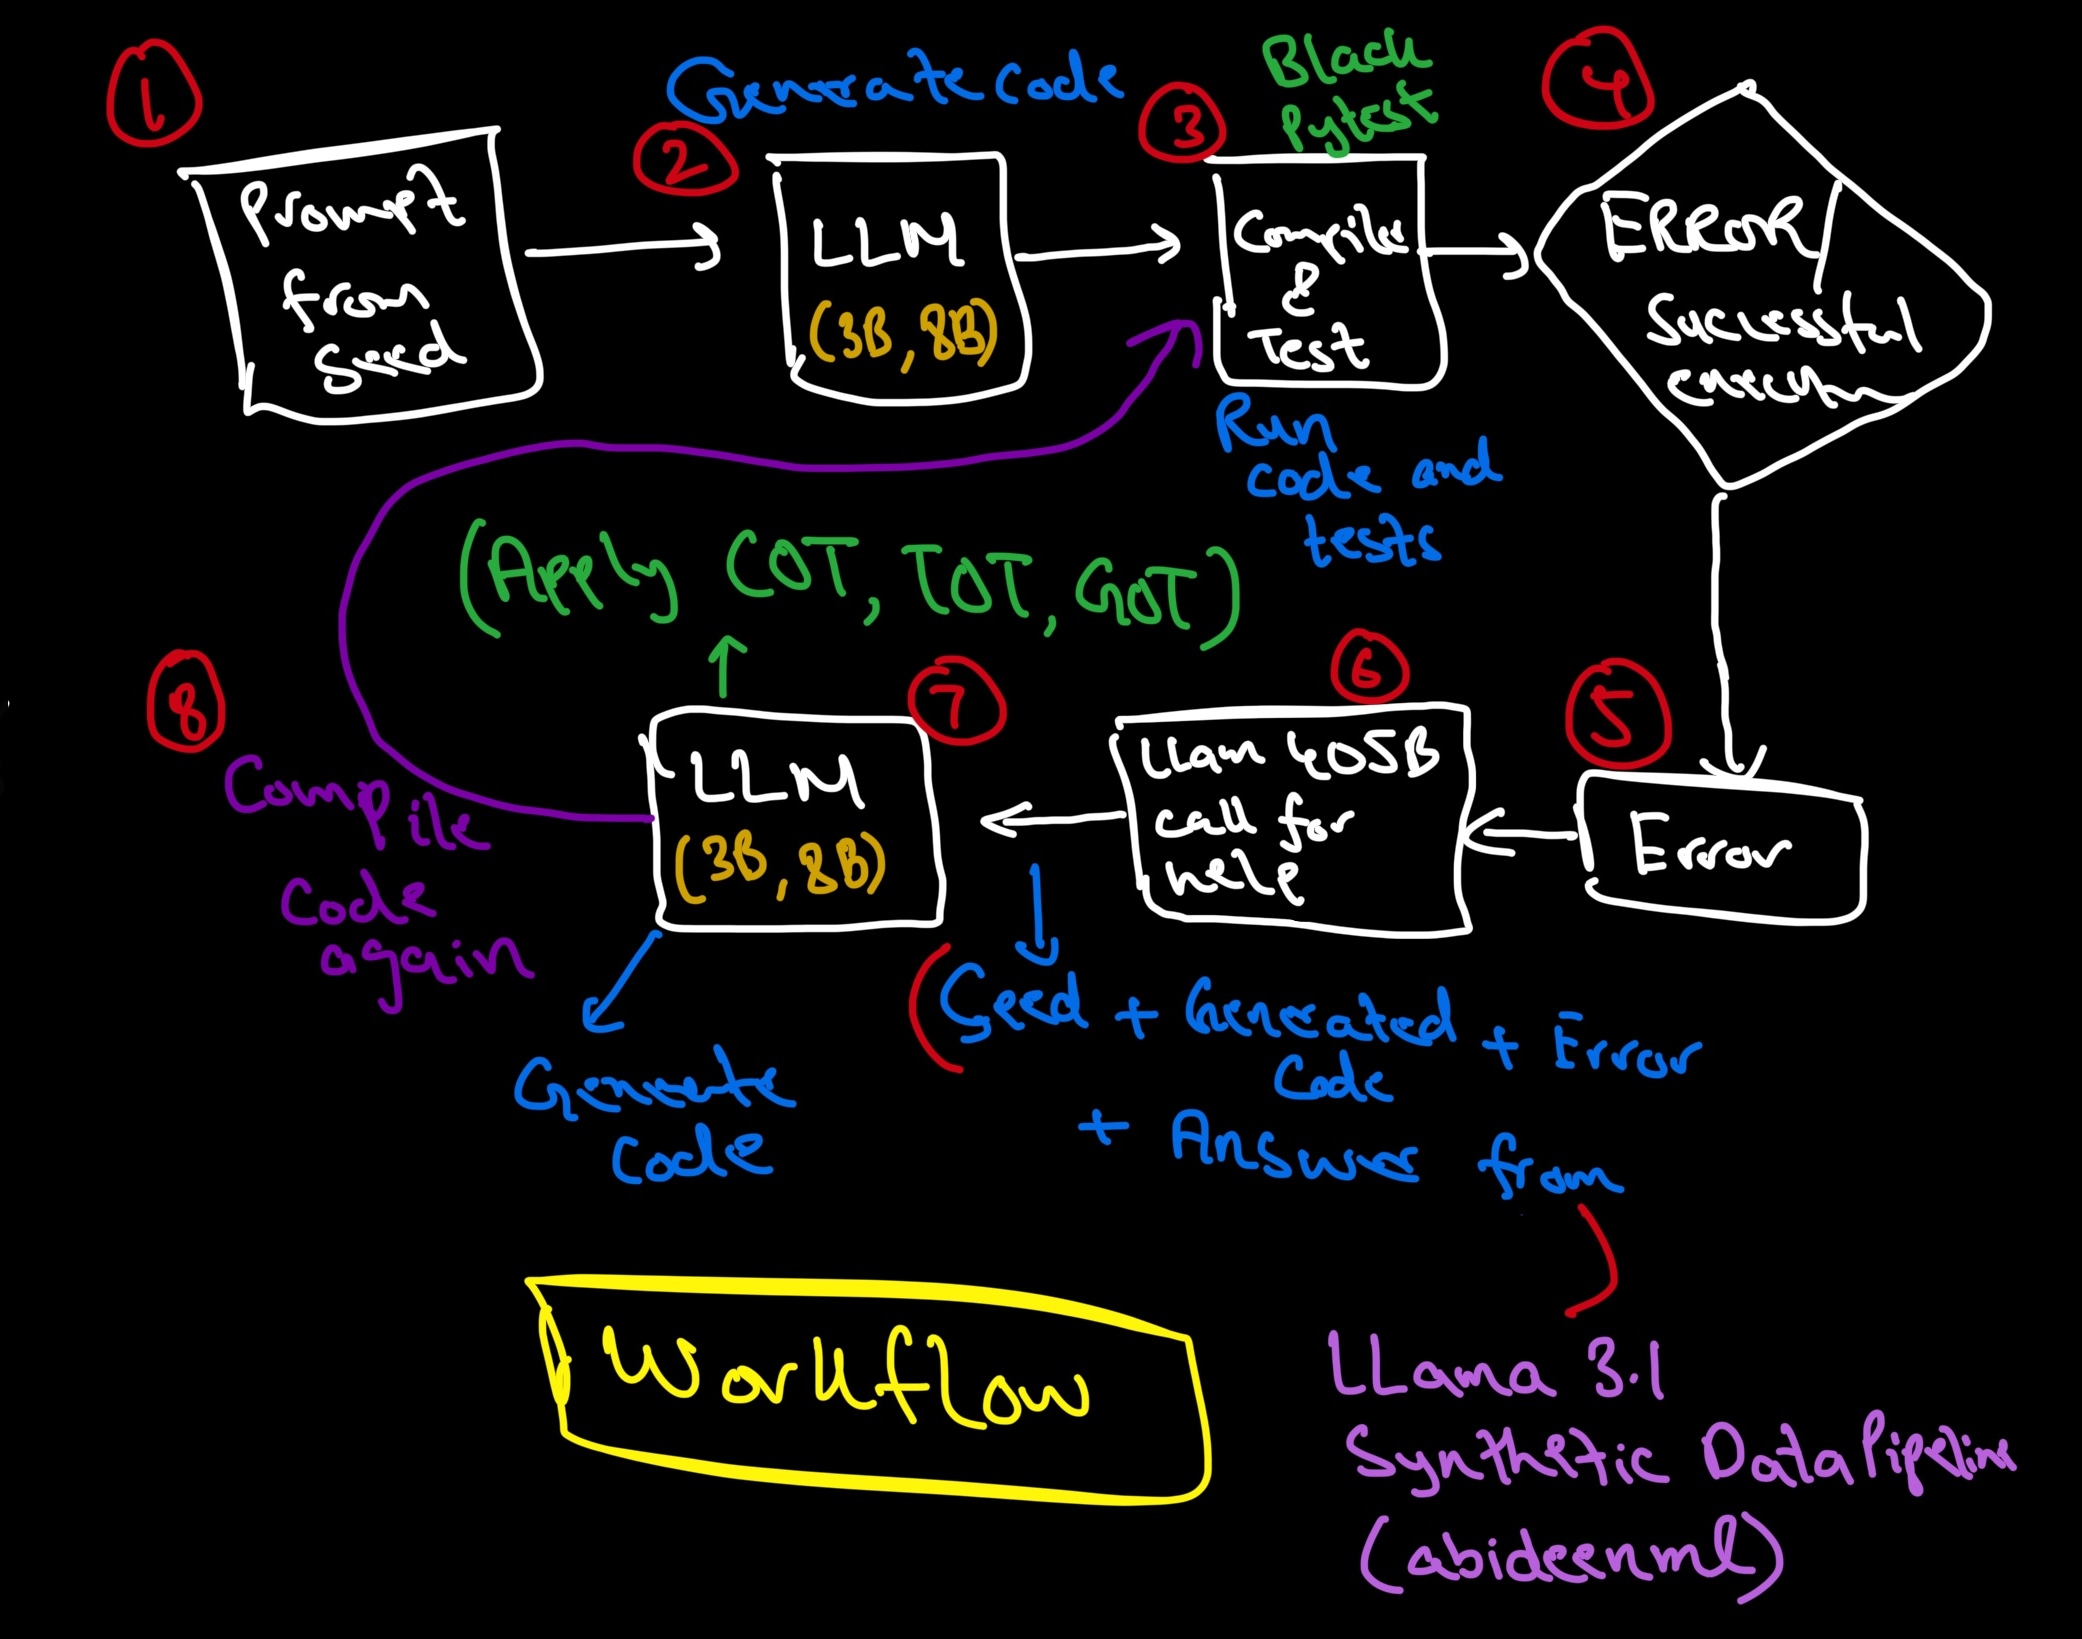 1
Prompt
from
Seed
2
Generate code
LLM
(3B, 8B)
3
Black
Pytest
Compile
&
Test
Run
code and
tests
4
ERROR/
Successful
5
Error
6
LLam 405B
call for
help
7
LLM
(3B, 8B)
(Apply COT, TOT, GOT)
8
Compile
Code
again
Generate
Code
(Seed + Generated + Error
Code
+ Answer from
)
Workflow
LLama 3.1
Synthetic Data Pipeline
(abideenml)